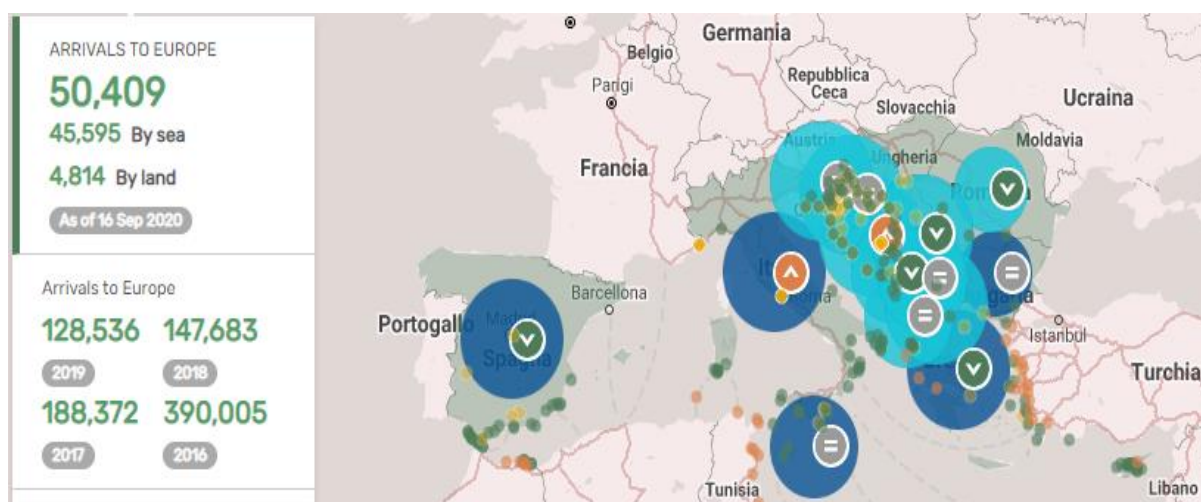 ARRIVALS TO EUROPE
50,409
45,595 By sea
4,814 By land
As of 16 Sep 2020
Arrivals to Europe
128,536 147,683
2019 2018
188,372 390,005
2017 2016
Germania
Belgio
Parigi
Repubblica
Ceca
Slovacchia
Ucraina
Moldavia
Austria
Ungheria
Francia
Barcellona
Portogallo
Madrid
Spagna
Roma
Istanbul
Turchia
Tunisia
Libano